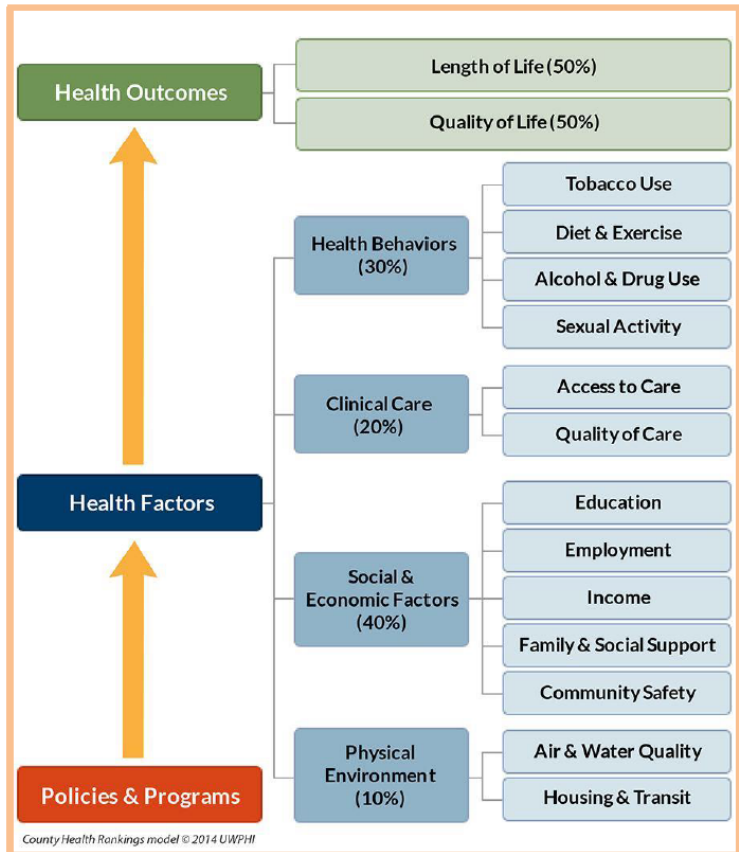 Health Outcomes
Length of Life (50%)
Quality of Life (50%)
Health Factors
Health Behaviors
(30%)
Tobacco Use
Diet & Exercise
Alcohol & Drug Use
Sexual Activity
Clinical Care
(20%)
Access to Care
Quality of Care
Social &
Economic Factors
(40%)
Education
Employment
Income
Family & Social Support
Community Safety
Physical
Environment
(10%)
Air & Water Quality
Housing & Transit
Policies & Programs
County Health Rankings model © 2014 UWPHI